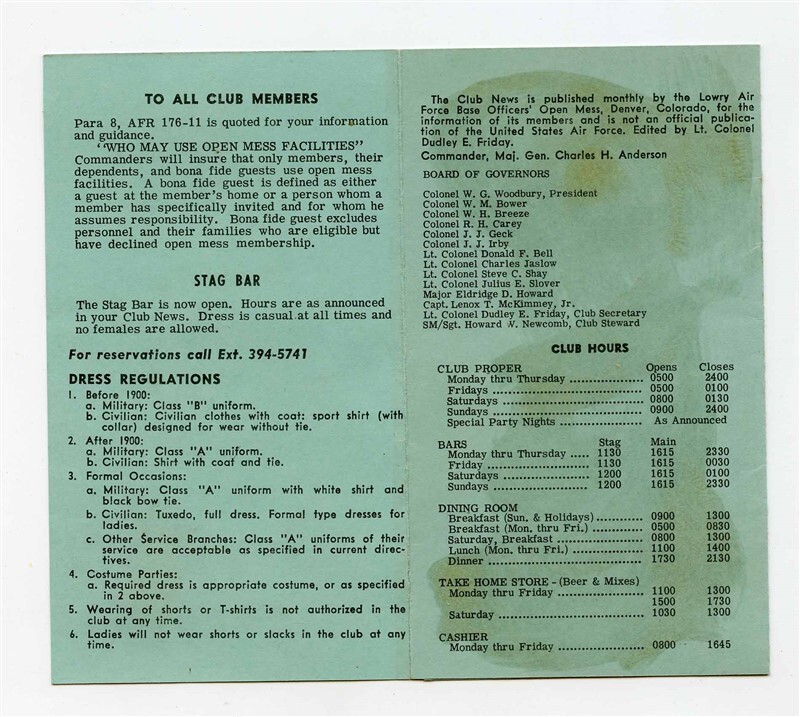 TO ALL CLUB MEMBERS
Para 8, AFR 176-11 is quoted for your information
and guidance.
"WHO MAY USE OPEN MESS FACILITIES"
Commanders will insure that only members, their
dependents, and bona fide guests use open mess
facilities. A bona fide guest is defined as either
a guest at the member's home or a person whom a
member has specifically invited and for whom he
assumes responsibility. Bona fide guest excludes
personnel and their families who are eligible but
have declined open mess membership.
STAG BAR
The Stag Bar is now open. Hours are as announced
in your Club News. Dress is casual at all times and
no females are allowed.
For reservations call Ext. 394-5741
DRESS REGULATIONS
1. Before 1900:
a. Military: Class "B" uniform.
b. Civilian: Civilian clothes with coat: sport shirt (with
collar) designed for wear without tie.
2. After 1900:
a. Military: Class "A" uniform.
b. Civilian: Shirt with coat and tie.
3. Formal Occasions:
a. Military: Class "A" uniform with white shirt and
black bow tie.
b. Civilian: Tuxedo, full dress. Formal type dresses for
ladies.
c. Other Service Branches: Class "A" uniforms of their
service are acceptable as specified in current direc-
tives.
4. Costume Parties:
a. Required dress is appropriate costume, or as specified
in 2 above.
5. Wearing of shorts or T-shirts is not authorized in the
club at any time.
6. Ladies will not wear shorts or slacks in the club at any
time.
The Club News is published monthly by the Lowry Air
Force Base Officers' Open Mess, Denver, Colorado, for the
information of its members and is not an official publica-
tion of the United States Air Force. Edited by Lt. Colonel
Dudley E. Friday.
Commander, Maj. Gen. Charles H. Anderson
BOARD OF GOVERNORS
Colonel W. G. Woodbury, President
Colonel W. M. Bower
Colonel W. H. Breeze
Colonel R. H. Carey
Colonel J. J. Geck
Colonel J. J. Irby
Lt. Colonel Donald F. Bell
Lt. Colonel Charles Jaslow
Lt. Colonel Steve C. Shay
Lt. Colonel Julius E. Slover
Major Eldridge D. Howard
Capt. Lenox T. McKimmey, Jr.
Lt. Colonel Dudley E. Friday, Club Secretary
SM/Sgt. Howard W. Newcomb, Club Steward
CLUB HOURS
CLUB PROPER Opens Closes
Monday thru Thursday .................. 0500 2400
Fridays .................. 0500 0100
Saturdays .................. 0800 0130
Sundays .................. 0900 2400
Special Party Nights .................. As Announced
BARS Stag Main
Monday thru Thursday ..... 1130 1615 2330
Friday .................. 1130 1615 0030
Saturdays .................. 1200 1615 0100
Sundays .................. 1200 1615 2330
DINING ROOM
Breakfast (Sun. & Holidays) ............ 0900 1300
Breakfast (Mon. thru Fri.) ............ 0500 0830
Saturday, Breakfast .................. 0800 1300
Lunch (Mon. thru Fri.) .................. 1100 1400
Dinner .................. 1730 2130
TAKE HOME STORE - (Beer & Mixes)
Monday thru Friday .................. 1100 1300
1500 1730
Saturday .................. 1030 1300
CASHIER
Monday thru Friday .................. 0800 1645